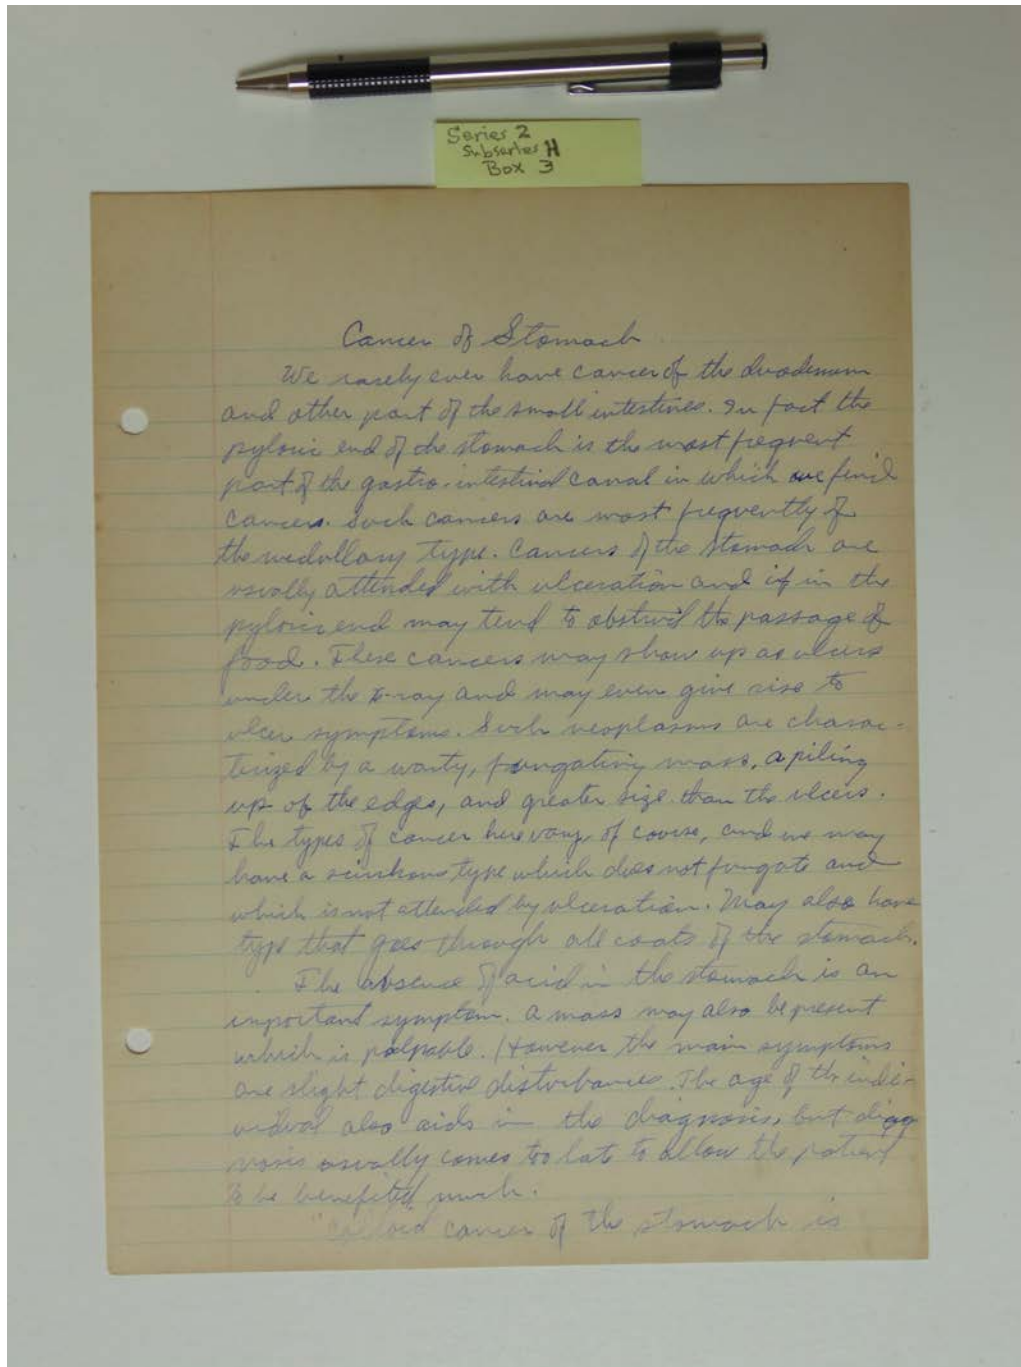 Series 2
Subseries H
Box 3
Cancer of Stomach
We rarely ever have cancer of the duodenum
and other part of the small intestines. In fact the
pyloric end of the stomach is the most frequent
part of the gastro-intestinal canal in which we find
cancers. Such cancers are most frequently of
the medullary type. Cancers of the stomach are
usually attended with ulceration and if in the
pyloric end may tend to obstruct the passage of
food. These cancers may show up as ulcers
under the x-ray and may even give rise to
ulcer symptoms. Such neoplasms are charac-
terized by a warty, fungating mass, a piling
up of the edges, and greater size than the ulcers.
The types of cancer here vary, of course, and we may
have a scirrhous type which does not fungate and
which is not attended by ulceration. May also have
type that goes through all coats of the stomach.
The absence of acid in the stomach is an
important symptom. A mass may also be present
which is palpable. However the main symptoms
are slight digestive disturbances. The age of the indi-
vidual also aids in the diagnosis, but diag
nosis usually comes too late to allow the patient
to be benefited much.
"Colloid cancer of the stomach is